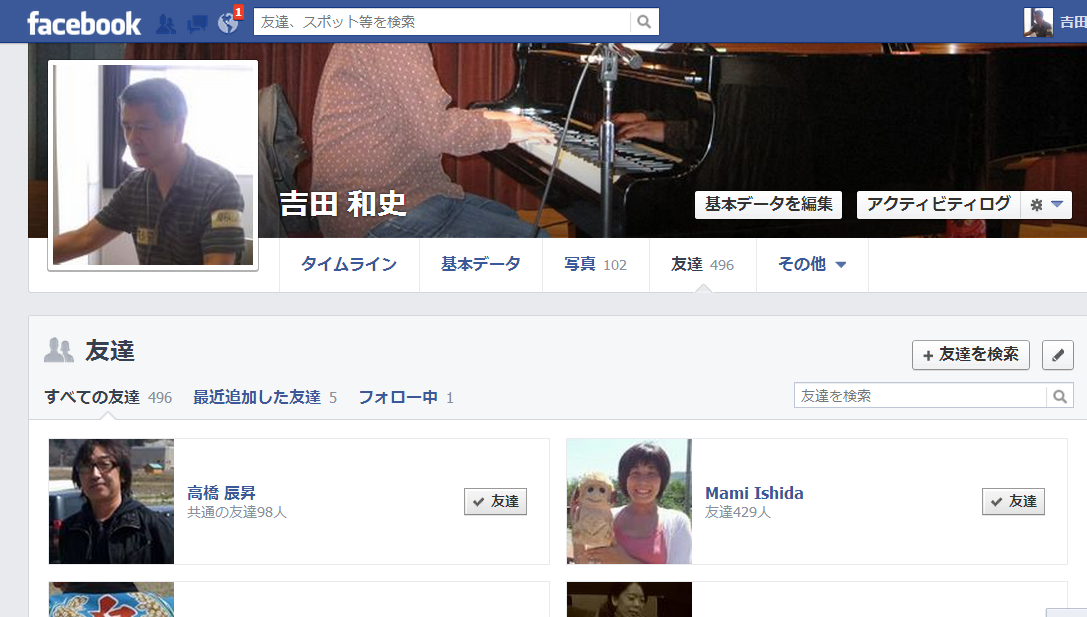 facebook
1
友達、スポット等を検索
吉田
吉田 和史
基本データを編集
アクティビティログ
タイムライン
基本データ
写真 102
友達 496
その他
友達
+ 友達を検索
すべての友達 496
最近追加した友達 5
フォロー中 1
友達を検索
高橋 辰昇
共通の友達98人
友達
Mami Ishida
友達429人
友達